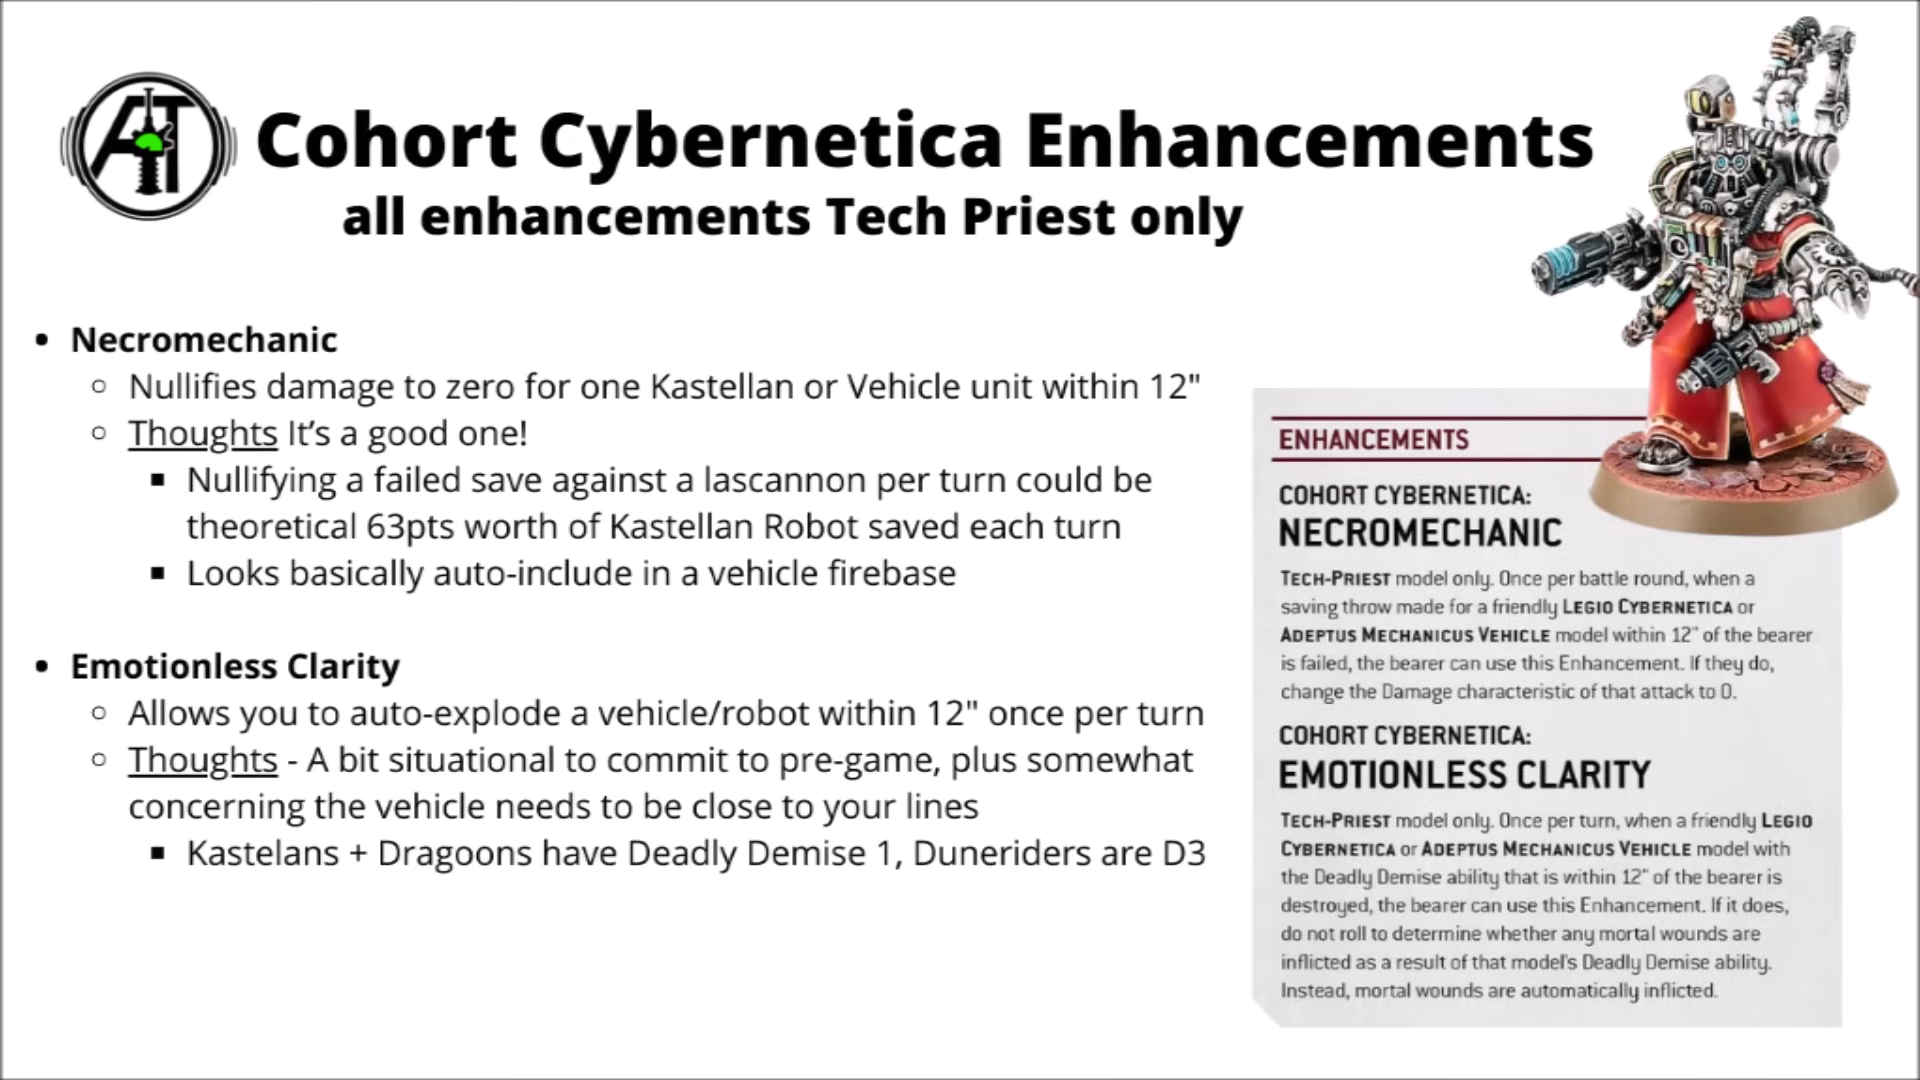 AT
Cohort Cybernetica Enhancements
all enhancements Tech Priest only
• Necromechanic
○ Nullifies damage to zero for one Kastellan or Vehicle unit within 12"
○ Thoughts It's a good one!
▪ Nullifying a failed save against a lascannon per turn could be
theoretical 63pts worth of Kastellan Robot saved each turn
▪ Looks basically auto-include in a vehicle firebase
• Emotionless Clarity
○ Allows you to auto-explode a vehicle/robot within 12" once per turn
○ Thoughts - A bit situational to commit to pre-game, plus somewhat
concerning the vehicle needs to be close to your lines
▪ Kastelans + Dragoons have Deadly Demise 1, Duneriders are D3
ENHANCEMENTS
COHORT CYBERNETICA:
NECROMECHANIC
TECH-PRIEST model only. Once per battle round, when a
saving throw made for a friendly LEGIO CYBERNETICA or
ADEPTUS MECHANICUS VEHICLE model within 12" of the bearer
is failed, the bearer can use this Enhancement. If they do,
change the Damage characteristic of that attack to 0.
COHORT CYBERNETICA:
EMOTIONLESS CLARITY
TECH-PRIEST model only. Once per turn, when a friendly LEGIO
CYBERNETICA or ADEPTUS MECHANICUS VEHICLE model with
the Deadly Demise ability that is within 12" of the bearer is
destroyed, the bearer can use this Enhancement. If it does,
do not roll to determine whether any mortal wounds are
inflicted as a result of that model's Deadly Demise ability.
Instead, mortal wounds are automatically inflicted.